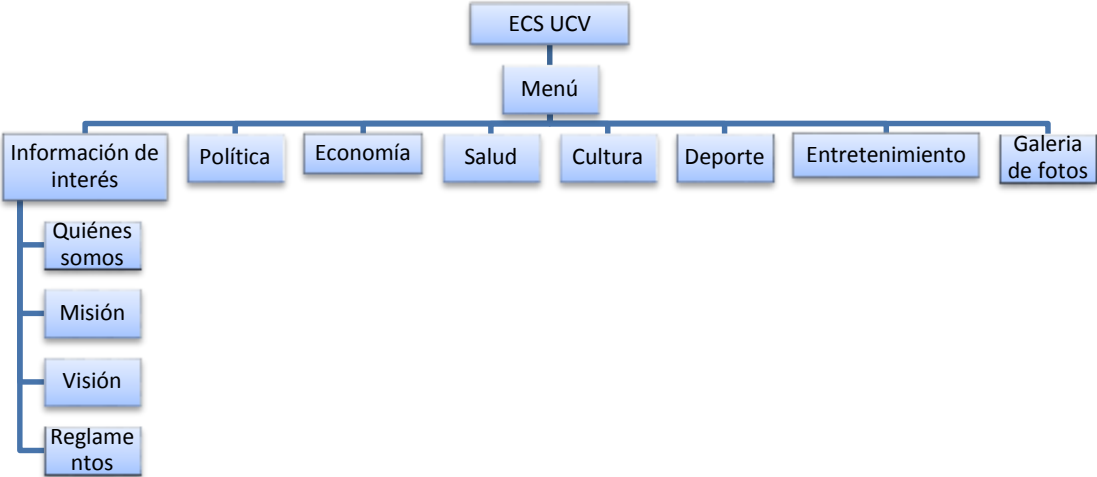 ECS UCV
Menú
Información de
interés
Política
Economía
Salud
Cultura
Deporte
Entretenimiento
Galeria
de fotos
Quiénes
somos
Misión
Visión
Reglame
ntos